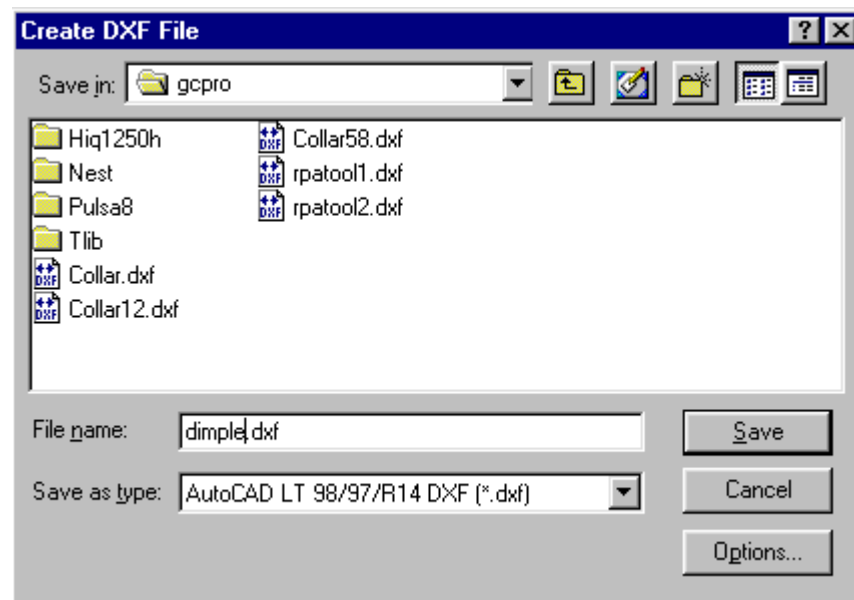 Create DXF File
Save in: gcpro
Hiq1250h
Nest
Pulsa8
Tlib
Collar.dxf
Collar12.dxf
Collar58.dxf
rpatool1.dxf
rpatool2.dxf
File name: dimple.dxf
Save
Save as type: AutoCAD LT 98/97/R14 DXF (*.dxf)
Cancel
Options...